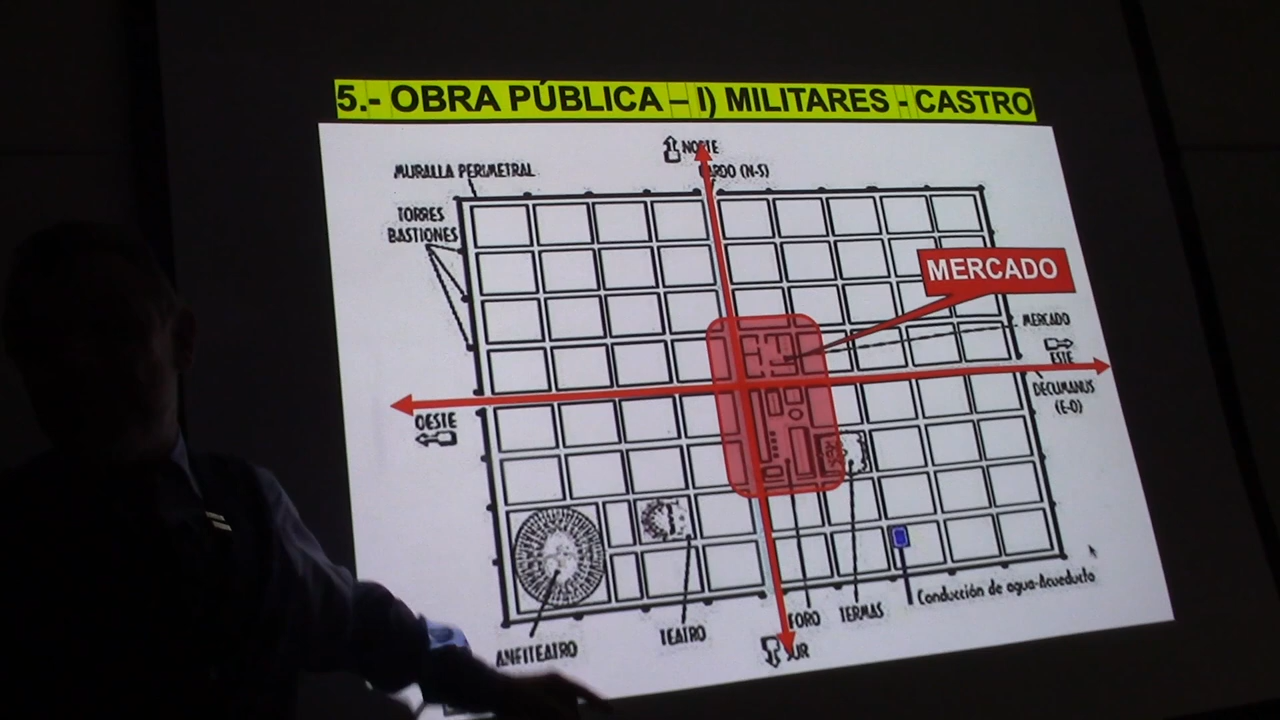 5.- OBRA PÚBLICA – I) MILITARES - CASTRO
NORTE
MURALLA PERIMETRAL
CARDO (N-S)
TORRES
BASTIONES
MERCADO
MERCADO
ESTE
DECUMANUS
(E-O)
OESTE
Conducción de agua-Acueducto
FORO
TERMAS
TEATRO
ANFITEATRO
SUR